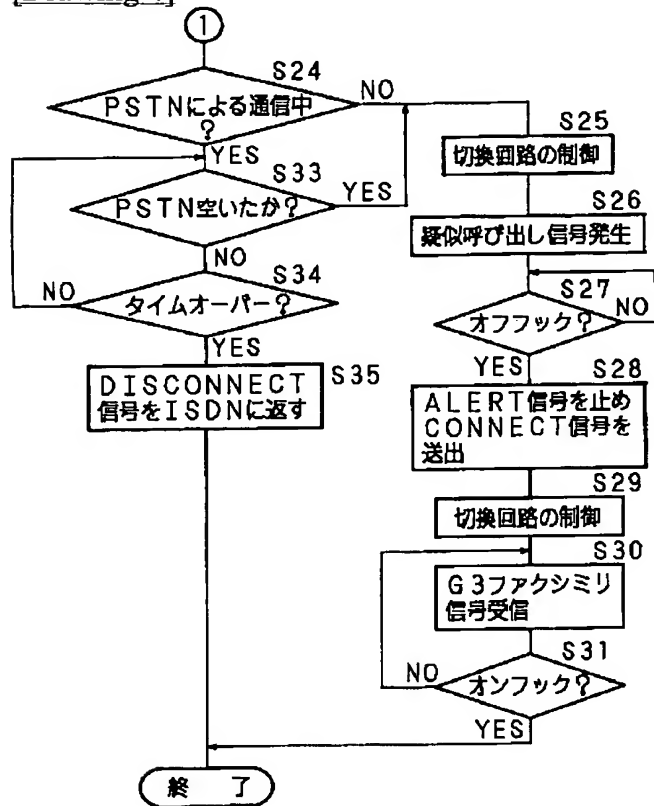 ①
S24
PSTNによる通信中
?
NO
YES
S33
PSTN空いたか?
YES
NO
S34
NO
タイムオーバー?
YES
S35
DISCONNECT
信号をISDNに返す
S25
切換回路の制御
S26
疑似呼び出し信号発生
S27
オフフック?
NO
YES
S28
ALERT信号を止め
CONNECT信号を
送出
S29
切換回路の制御
S30
G3ファクシミリ
信号受信
S31
NO
オンフック?
YES
終 了